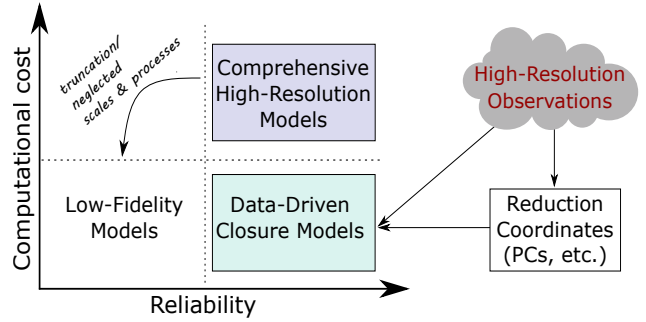 Computational cost
truncation/
neglected
scales & processes
Comprehensive
High-Resolution
Models
High-Resolution
Observations
Low-Fidelity
Models
Data-Driven
Closure Models
Reduction
Coordinates
(PCs, etc.)
Reliability